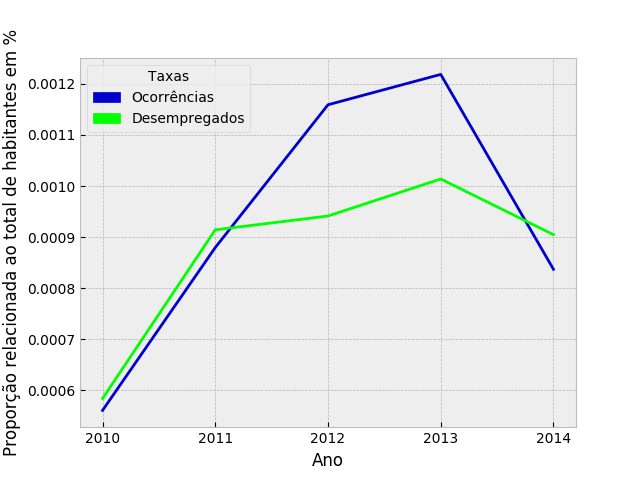 Proporção relacionada ao total de habitantes em %
Taxas
Ocorrências
Desempregados
0.0012
0.0011
0.0010
0.0009
0.0008
0.0007
0.0006
2010 2011 2012 2013 2014
Ano